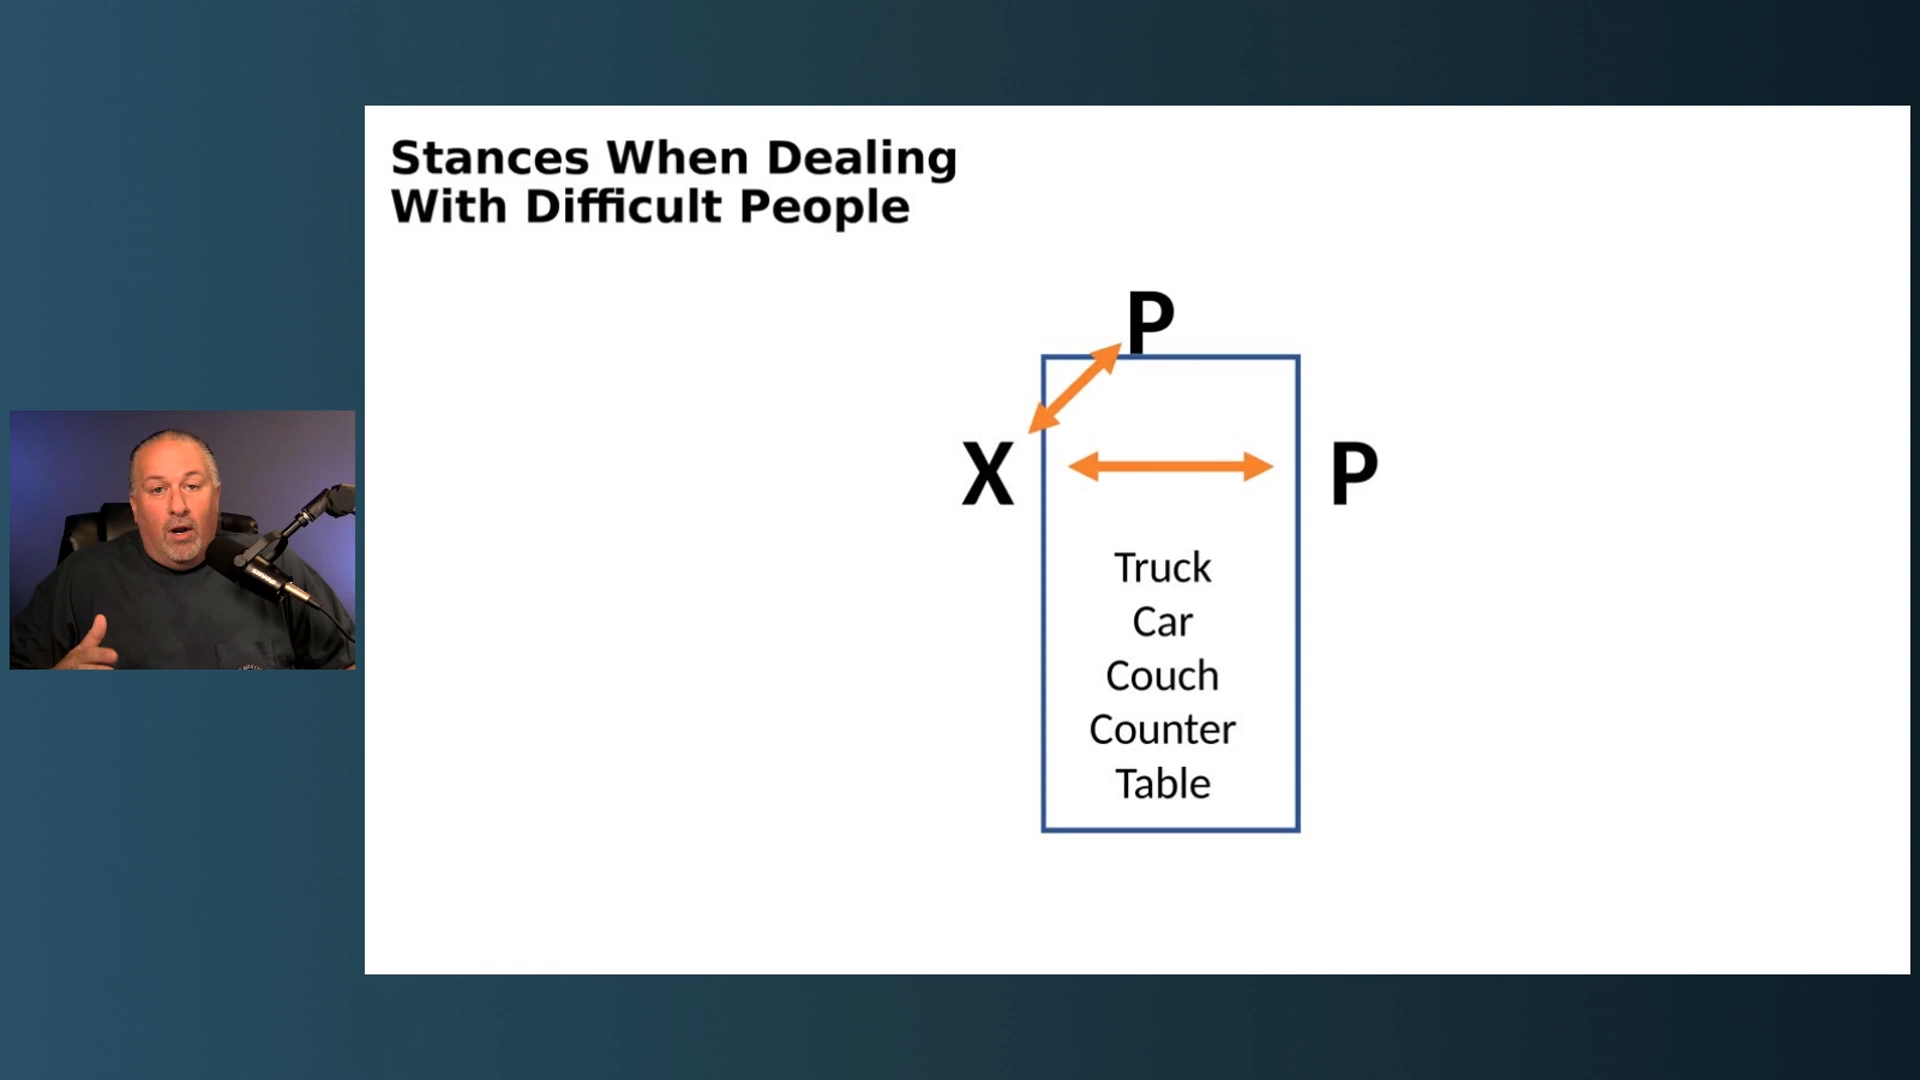 Stances When Dealing
With Difficult People
P
X
P
Truck
Car
Couch
Counter
Table